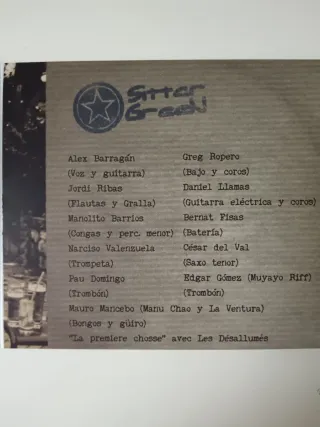 Sitter
Green
Alex Barragán
(Voz y guitarra)
Jordi Ribas
(Flautas y Gralla)
Manolito Barrios
(Congas y perc. menor)
Narciso Valenzuela
(Trompeta)
Pau Domingo
(Trombón)
Greg Ropero
(Bajo y coros)
Daniel Llamas
(Guitarra eléctrica y coros)
Bernat Fisas
(Batería)
César del Val
(Saxo tenor)
Edgar Gómez (Muyayo Riff)
(Trombón)
Mauro Mancebo (Manu Chao y La Ventura)
(Bongos y güiro)
"La premiere chosse" avec Les Désallumés